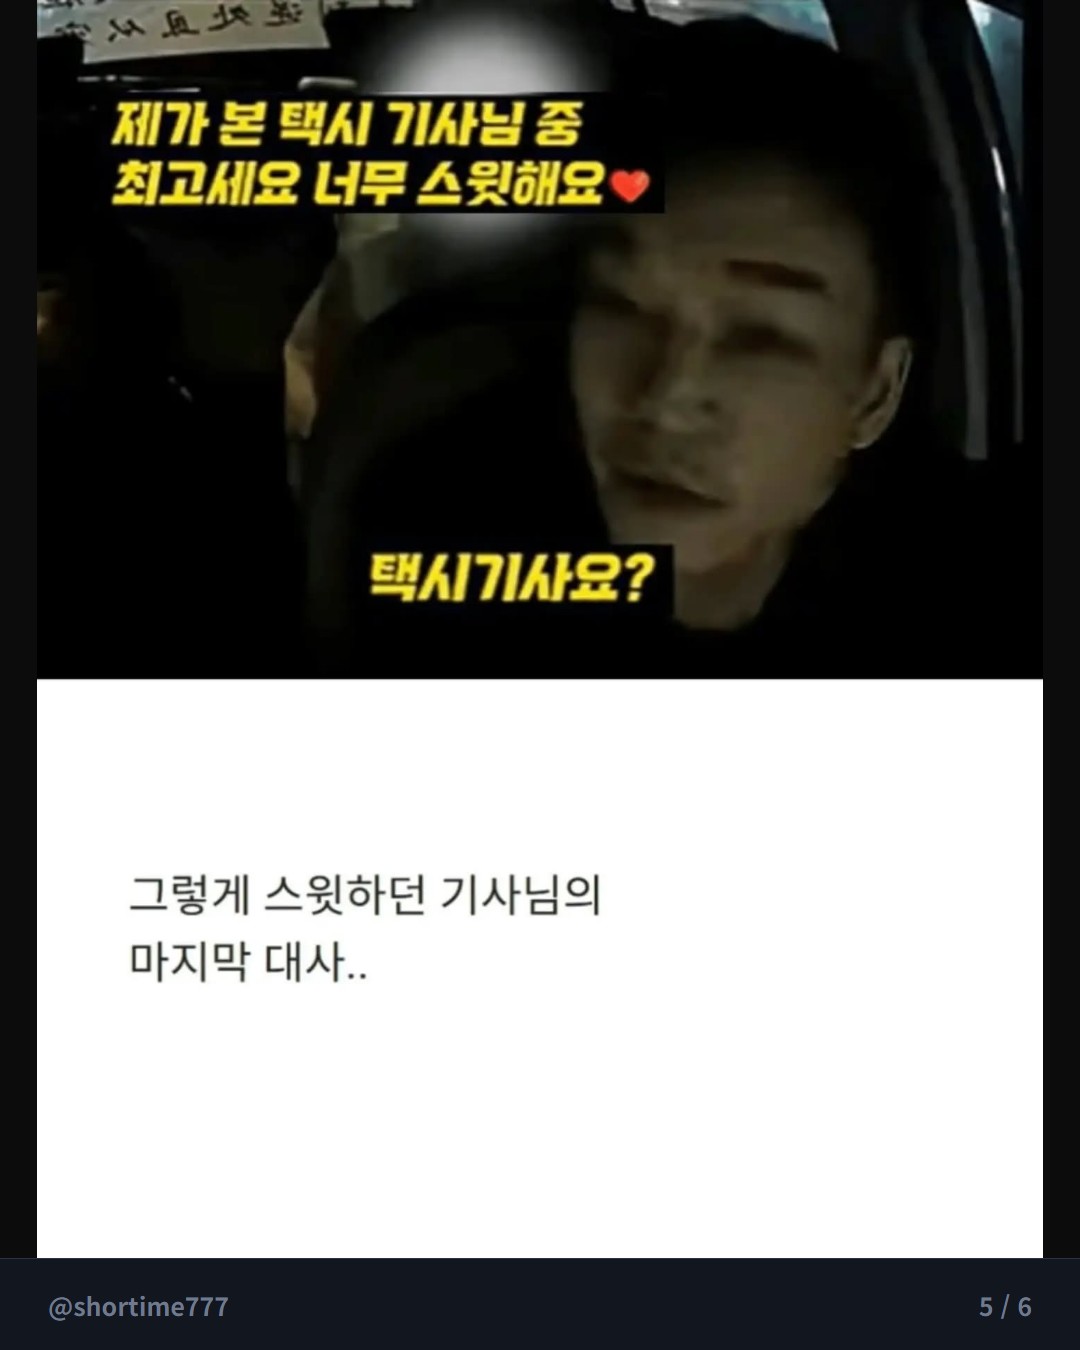 제가 본 택시 기사님 중
최고세요 너무 스윗해요❤️
택시기사요?
그렇게 스윗하던 기사님의
마지막 대사..
@shortime777
5 / 6